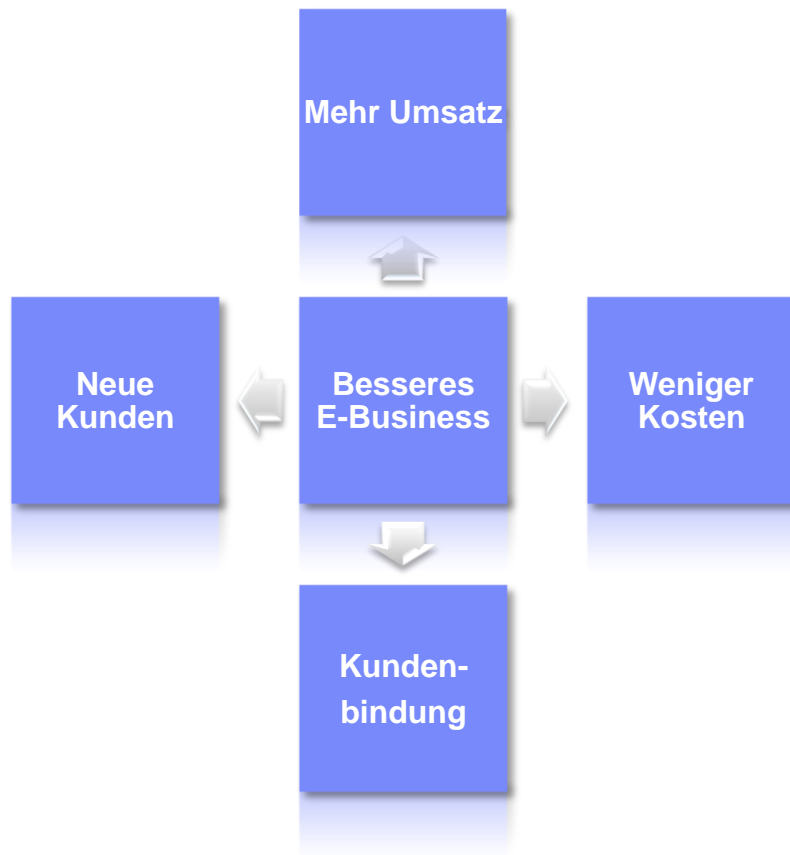 Mehr Umsatz
Neue
Kunden
Besseres
E-Business
Weniger
Kosten
Kunden-
bindung